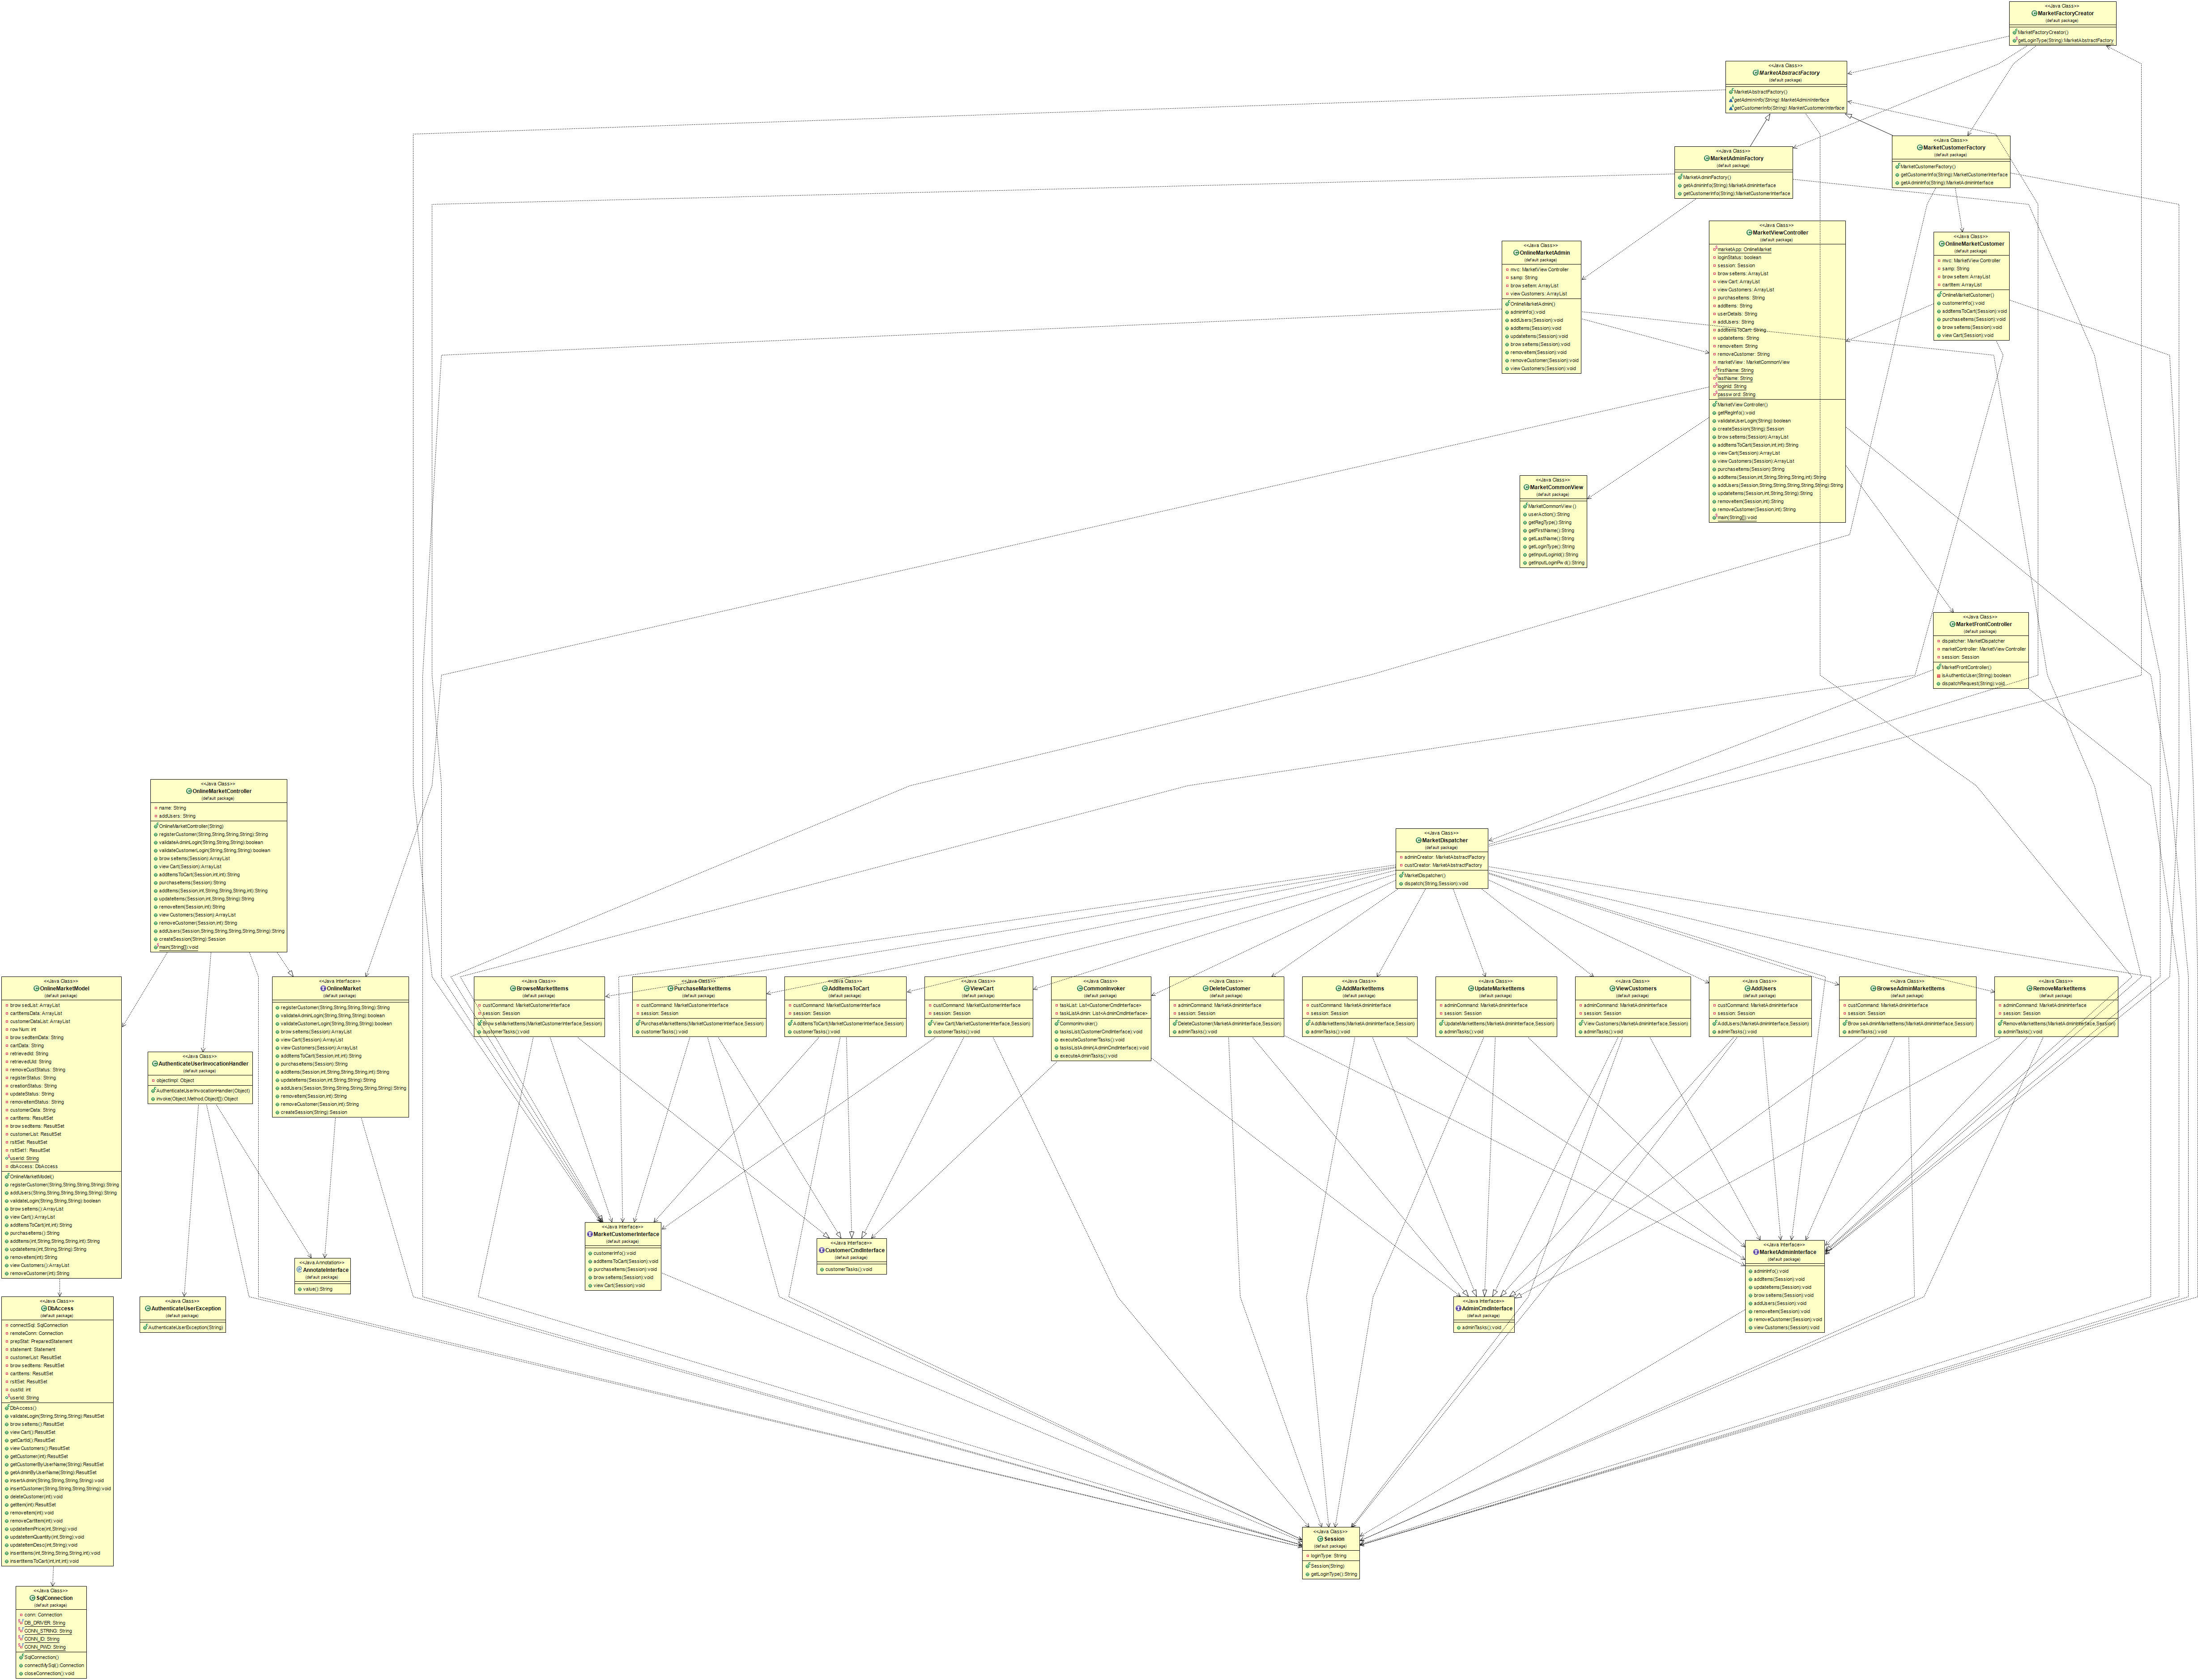 <<Java Class>>
MarketFactoryCreator
(default package)
MarketFactoryCreator()
getLoginType(String):MarketAbstractFactory
<<Java Class>>
MarketAbstractFactory
(default package)
MarketAbstractFactory()
getAdminInfo(String):MarketAdminInterface
getCustomerInfo(String):MarketCustomerInterface
<<Java Class>>
MarketAdminFactory
(default package)
MarketAdminFactory()
getAdminInfo(String):MarketAdminInterface
getCustomerInfo(String):MarketCustomerInterface
<<Java Class>>
MarketCustomerFactory
(default package)
MarketCustomerFactory()
getCustomerInfo(String):MarketCustomerInterface
getAdminInfo(String):MarketAdminInterface
<<Java Class>>
OnlineMarketAdmin
(default package)
mvc: MarketViewController
samp: String
browseItem: ArrayList
viewCustomers: ArrayList
OnlineMarketAdmin()
adminInfo():void
addUsers(Session):void
addItems(Session):void
updateItems(Session):void
browseItems(Session):void
removeItem(Session):void
removeCustomer(Session):void
viewCustomers(Session):void
<<Java Class>>
MarketViewController
(default package)
marketApp: OnlineMarket
loginStatus: boolean
session: Session
browseItems: ArrayList
viewCart: ArrayList
viewCustomers: ArrayList
purchaseItems: String
addItems: String
userDetails: String
addUsers: String
addItemsToCart: String
updateItems: String
removeItem: String
removeCustomer: String
marketView: MarketCommonView
firstName: String
lastName: String
loginId: String
password: String
MarketViewController()
getRegInfo():void
validateUserLogin(String):boolean
createSession(String):Session
browseItems(Session):ArrayList
addItemsToCart(Session,int,int):String
viewCart(Session):ArrayList
viewCustomers(Session):ArrayList
purchaseItems(Session):String
addItems(Session,int,String,String,String,int):String
addUsers(Session,String,String,String,String,String):String
updateItems(Session,int,String,String):String
removeItem(Session,int):String
removeCustomer(Session,int):String
main(String[]):void
<<Java Class>>
OnlineMarketCustomer
(default package)
mvc: MarketViewController
samp: String
browseItem: ArrayList
cartItem: ArrayList
OnlineMarketCustomer()
customerInfo():void
addItemsToCart(Session):void
purchaseItems(Session):void
browseItems(Session):void
viewCart(Session):void
<<Java Class>>
MarketCommonView
(default package)
MarketCommonView()
userAction():String
getRegType():String
getFirstName():String
getLastName():String
getLoginType():String
getInputLoginId():String
getInputLoginPwd():String
<<Java Class>>
MarketFrontController
(default package)
dispatcher: MarketDispatcher
marketController: MarketViewController
session: Session
MarketFrontController()
isAuthenticUser(String):boolean
dispatchRequest(String):void
<<Java Class>>
OnlineMarketController
(default package)
name: String
addUsers: String
OnlineMarketController(String)
registerCustomer(String,String,String,String):String
validateAdminLogin(String,String,String):boolean
validateCustomerLogin(String,String,String):boolean
browseItems(Session):ArrayList
viewCart(Session):ArrayList
addItemsToCart(Session,int,int):String
purchaseItems(Session):String
addItems(Session,int,String,String,String,int):String
updateItems(Session,int,String,String):String
removeItem(Session,int):String
viewCustomers(Session):ArrayList
removeCustomer(Session,int):String
addUsers(Session,String,String,String,String,String):String
createSession(String):Session
main(String[]):void
<<Java Class>>
MarketDispatcher
(default package)
adminCreator: MarketAbstractFactory
custCreator: MarketAbstractFactory
MarketDispatcher()
dispatch(String,Session):void
<<Java Class>>
OnlineMarketModel
(default package)
browsedList: ArrayList
cartItemsData: ArrayList
customerDataList: ArrayList
rowNum: int
browsedItemData: String
cartData: String
retrievedId: String
retrievedUid: String
removeCustStatus: String
registerStatus: String
creationStatus: String
updateStatus: String
removeItemStatus: String
customerData: String
cartItems: ResultSet
browsedItems: ResultSet
customerList: ResultSet
rsltSet: ResultSet
rsltSet1: ResultSet
userId: String
dbAccess: DbAccess
OnlineMarketModel()
registerCustomer(String,String,String,String):String
addUsers(String,String,String,String,String):String
validateLogin(String,String,String):boolean
browseItems():ArrayList
viewCart():ArrayList
addItemsToCart(int,int):String
purchaseItems():String
addItems(int,String,String,String,int):String
updateItems(int,String,String):String
removeItem(int):String
viewCustomers():ArrayList
removeCustomer(int):String
<<Java Interface>>
OnlineMarket
(default package)
registerCustomer(String,String,String,String):String
validateAdminLogin(String,String,String):boolean
validateCustomerLogin(String,String,String):boolean
browseItems(Session):ArrayList
viewCart(Session):ArrayList
viewCustomers(Session):ArrayList
addItemsToCart(Session,int,int):String
purchaseItems(Session):String
addItems(Session,int,String,String,String,int):String
updateItems(Session,int,String,String):String
addUsers(Session,String,String,String,String,String):String
removeItem(Session,int):String
removeCustomer(Session,int):String
createSession(String):Session
<<Java Class>>
AuthenticateUserInvocationHandler
(default package)
objectImpl: Object
AuthenticateUserInvocationHandler(Object)
invoke(Object,Method,Object[]):Object
<<Java Class>>
BrowseMarketItems
(default package)
custCommand: MarketCustomerInterface
session: Session
BrowseMarketItems(MarketCustomerInterface,Session)
customerTasks():void
<<Java Class>>
PurchaseMarketItems
(default package)
custCommand: MarketCustomerInterface
session: Session
PurchaseMarketItems(MarketCustomerInterface,Session)
customerTasks():void
<<Java Class>>
AddItemsToCart
(default package)
custCommand: MarketCustomerInterface
session: Session
AddItemsToCart(MarketCustomerInterface,Session)
customerTasks():void
<<Java Class>>
ViewCart
(default package)
custCommand: MarketCustomerInterface
session: Session
ViewCart(MarketCustomerInterface,Session)
customerTasks():void
<<Java Class>>
CommonInvoker
(default package)
taskList: List<CustomerCmdInterface>
taskListAdmin: List<AdminCmdInterface>
CommonInvoker()
tasksList(CustomerCmdInterface):void
executeCustomerTasks():void
tasksListAdmin(AdminCmdInterface):void
executeAdminTasks():void
<<Java Class>>
DeleteCustomer
(default package)
adminCommand: MarketAdminInterface
session: Session
DeleteCustomer(MarketAdminInterface,Session)
adminTasks():void
<<Java Class>>
AddMarketItems
(default package)
custCommand: MarketAdminInterface
session: Session
AddMarketItems(MarketAdminInterface,Session)
adminTasks():void
<<Java Class>>
UpdateMarketItems
(default package)
adminCommand: MarketAdminInterface
session: Session
UpdateMarketItems(MarketAdminInterface,Session)
adminTasks():void
<<Java Class>>
ViewCustomers
(default package)
adminCommand: MarketAdminInterface
session: Session
ViewCustomers(MarketAdminInterface,Session)
adminTasks():void
<<Java Class>>
AddUsers
(default package)
custCommand: MarketAdminInterface
session: Session
AddUsers(MarketAdminInterface,Session)
adminTasks():void
<<Java Class>>
BrowseAdminMarketItems
(default package)
custCommand: MarketAdminInterface
session: Session
BrowseAdminMarketItems(MarketAdminInterface,Session)
adminTasks():void
<<Java Class>>
RemoveMarketItems
(default package)
adminCommand: MarketAdminInterface
session: Session
RemoveMarketItems(MarketAdminInterface,Session)
adminTasks():void
<<Java Interface>>
MarketCustomerInterface
(default package)
customerInfo():void
addItemsToCart(Session):void
purchaseItems(Session):void
browseItems(Session):void
viewCart(Session):void
<<Java Interface>>
CustomerCmdInterface
(default package)
customerTasks():void
<<Java Interface>>
MarketAdminInterface
(default package)
adminInfo():void
addItems(Session):void
updateItems(Session):void
browseItems(Session):void
addUsers(Session):void
removeItem(Session):void
removeCustomer(Session):void
viewCustomers(Session):void
<<Java Annotation>>
AnnotateInterface
(default package)
value():String
<<Java Class>>
AuthenticateUserException
(default package)
AuthenticateUserException(String)
<<Java Interface>>
AdminCmdInterface
(default package)
adminTasks():void
<<Java Class>>
DbAccess
(default package)
connectSql: SqlConnection
remoteConn: Connection
prepStat: PreparedStatement
statement: Statement
customerList: ResultSet
browsedItems: ResultSet
cartItems: ResultSet
rsltSet: ResultSet
custId: int
userId: String
DbAccess()
validateLogin(String,String,String):ResultSet
browseItems():ResultSet
viewCart():ResultSet
getCartId():ResultSet
viewCustomers():ResultSet
getCustomer(int):ResultSet
getCustomerByUserName(String):ResultSet
getAdminByUserName(String):ResultSet
insertAdmin(String,String,String,String):void
insertCustomer(String,String,String,String):void
deleteCustomer(int):void
getItem(int):ResultSet
removeItem(int):void
removeCartItem(int):void
updateItemPrice(int,String):void
updateItemQuantity(int,String):void
updateItemDesc(int,String):void
insertItems(int,String,String,String,int):void
insertItemsToCart(int,int,int):void
<<Java Class>>
Session
(default package)
loginType: String
Session(String)
getLoginType():String
<<Java Class>>
SqlConnection
(default package)
conn: Connection
DB_DRIVER: String
CONN_STRING: String
CONN_ID: String
CONN_PWD: String
SqlConnection()
connectMySql():Connection
closeConnection():void